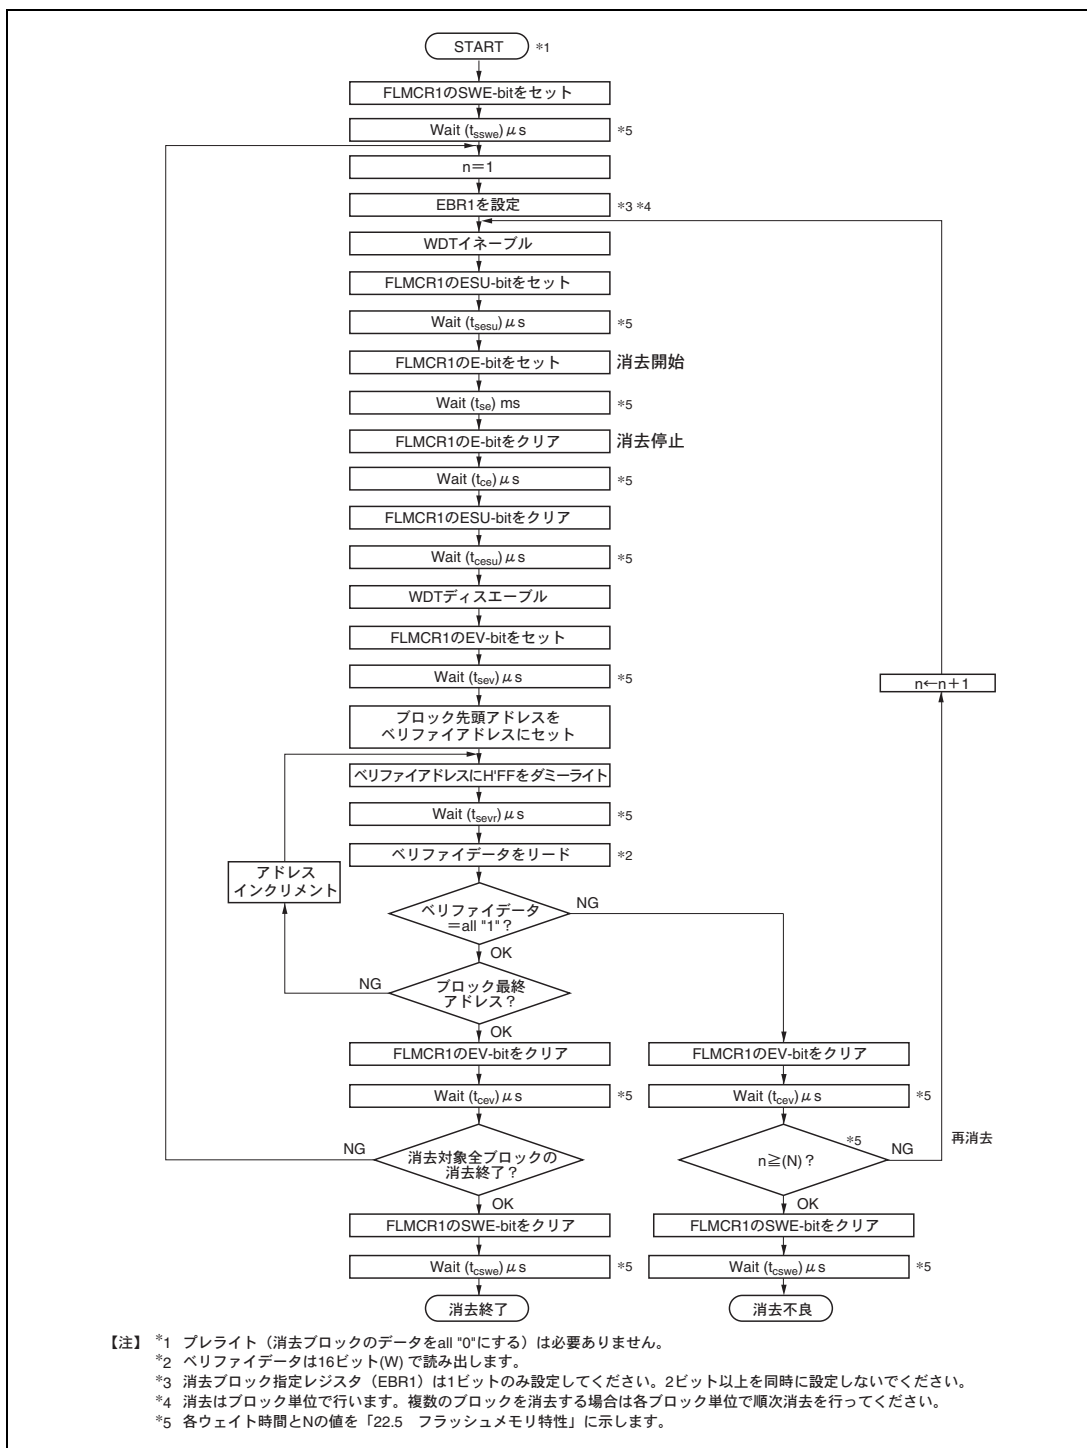 START *1
FLMCR1のSWE-bitをセット
Wait (tsswe) μs *5
n＝1
EBR1を設定 *3 *4
WDTイネーブル
FLMCR1のESU-bitをセット
Wait (tsesu) μs *5
FLMCR1のE-bitをセット 消去開始
Wait (tse) ms *5
FLMCR1のE-bitをクリア 消去停止
Wait (tce) μs *5
FLMCR1のESU-bitをクリア
Wait (tcesu) μs *5
WDTディスエーブル
FLMCR1のEV-bitをセット
Wait (tsev) μs *5
n←n＋1
ブロック先頭アドレスを
ベリファイアドレスにセット
ベリファイアドレスにH'FFをダミーライト
Wait (tsevr) μs *5
ベリファイデータをリード *2
アドレス
インクリメント
ベリファイデータ
＝all "1"？
NG
OK
ブロック最終
アドレス？
NG
OK
FLMCR1のEV-bitをクリア
FLMCR1のEV-bitをクリア
Wait (tcev) μs *5
Wait (tcev) μs *5
消去対象全ブロックの
消去終了？
NG
OK
n≧(N)？ *5
NG
再消去
OK
FLMCR1のSWE-bitをクリア
FLMCR1のSWE-bitをクリア
Wait (tcswe) μs *5
Wait (tcswe) μs *5
消去終了
消去不良
【注】 *1 プレライト（消去ブロックのデータをall "0"にする）は必要ありません。
*2 ベリファイデータは16ビット(W) で読み出します。
*3 消去ブロック指定レジスタ（EBR1）は1ビットのみ設定してください。2ビット以上を同時に設定しないでください。
*4 消去はブロック単位で行います。複数のブロックを消去する場合は各ブロック単位で順次消去を行ってください。
*5 各ウェイト時間とNの値を「22.5 フラッシュメモリ特性」に示します。